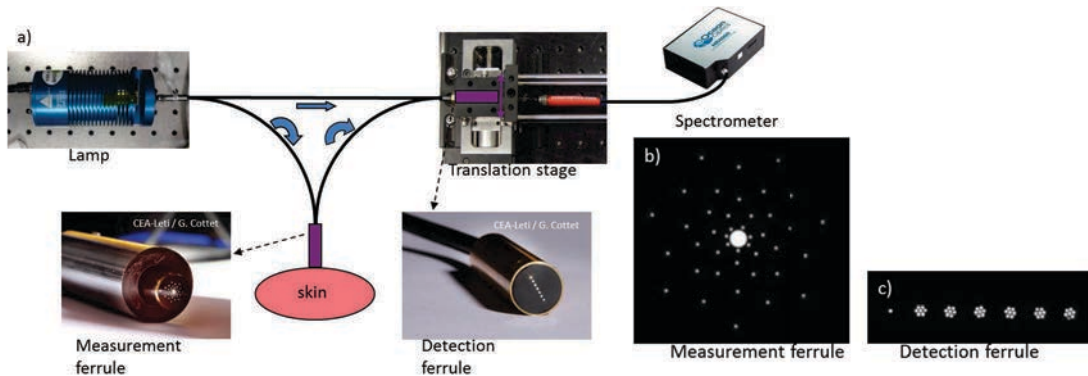 a)
Lamp
Translation stage
Spectrometer
CEA-Leti / G. Cottet
CEA-Leti / G. Cottet
skin
Measurement
ferrule
Detection
ferrule
b)
Measurement ferrule
c)
Detection ferrule